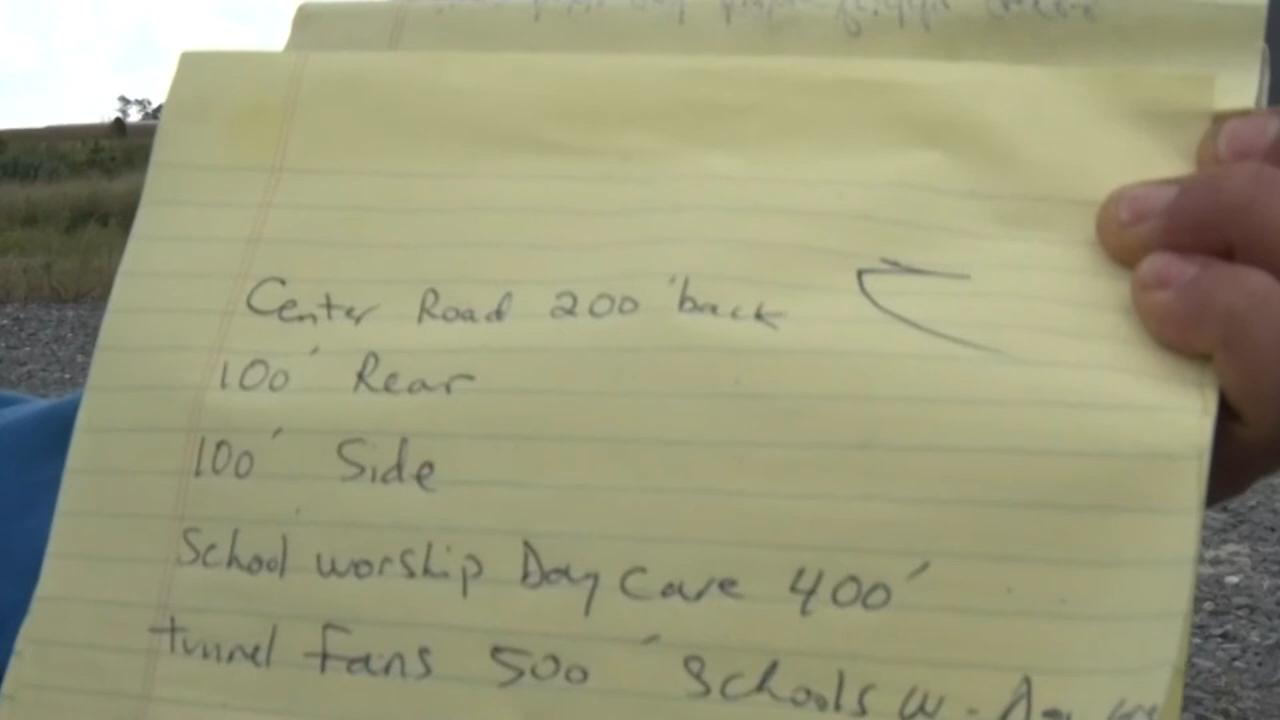 Center Road 200' back
100' Rear
100' Side
School worship Day Care 400'
tunnel Fans 500' Schools W.